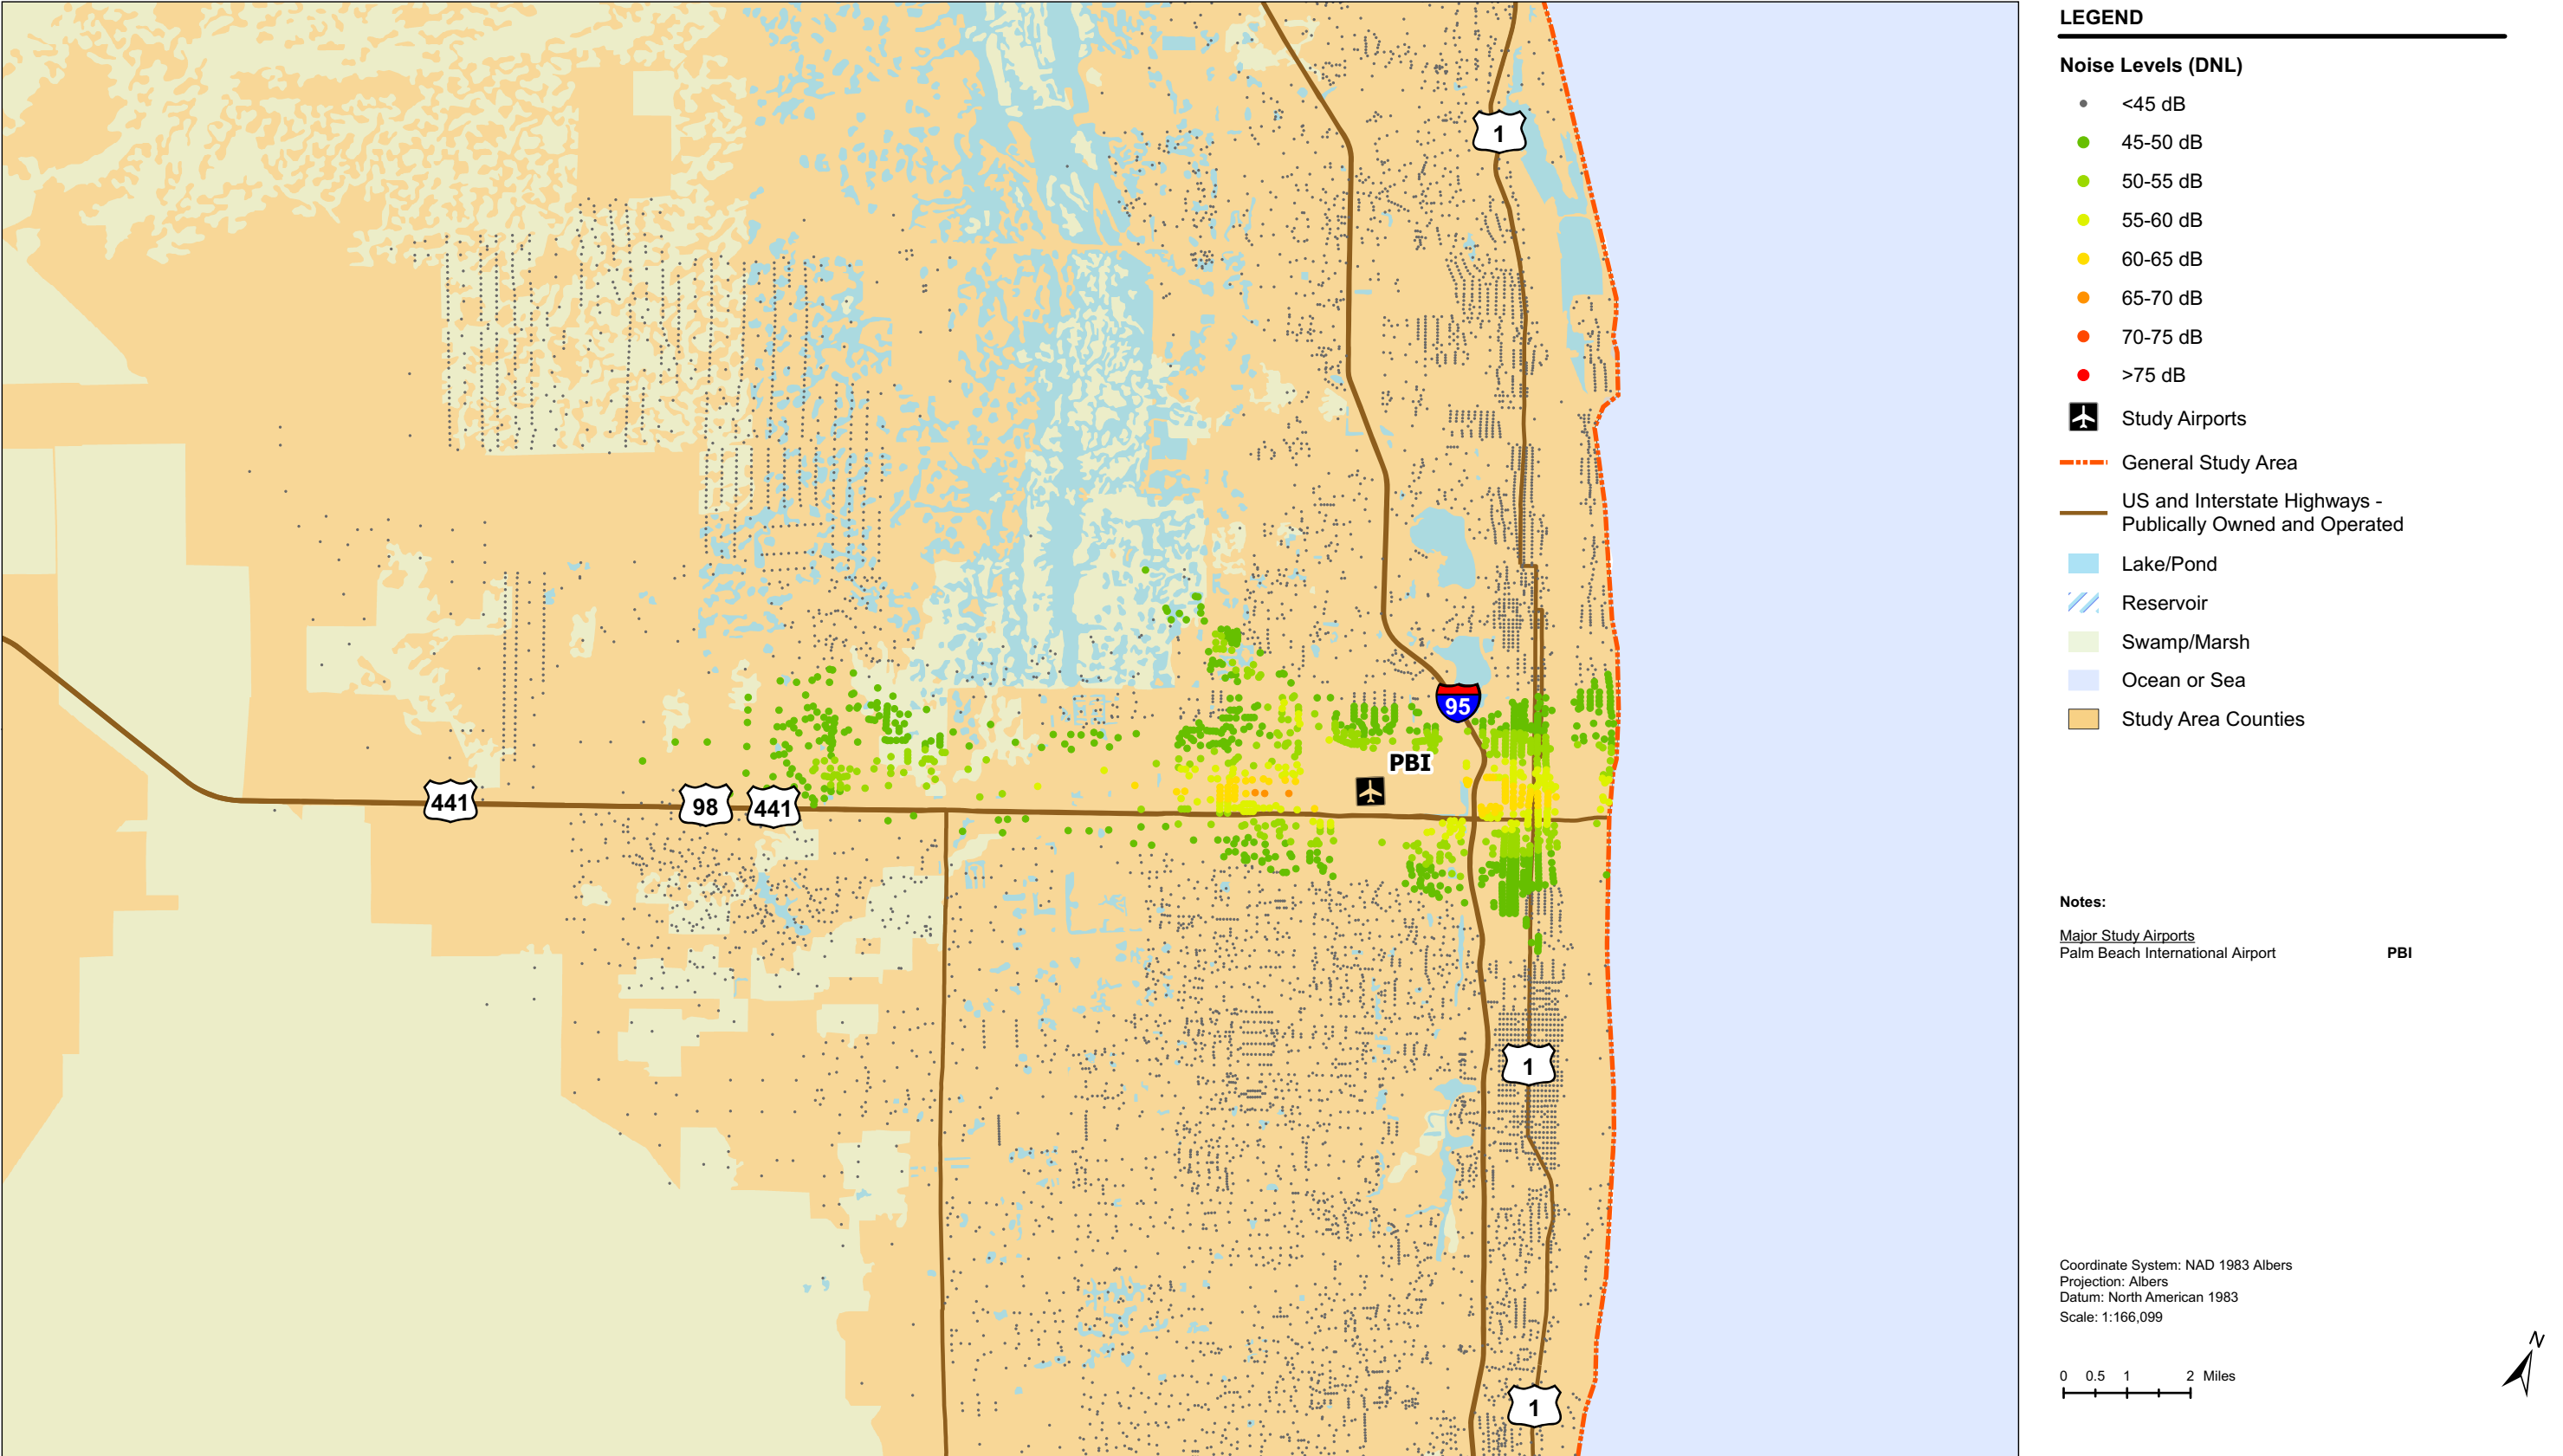 1
95
PBI
441
98
441
1
1
LEGEND
Noise Levels (DNL)
<45 dB
45-50 dB
50-55 dB
55-60 dB
60-65 dB
65-70 dB
70-75 dB
>75 dB
Study Airports
General Study Area
US and Interstate Highways -
Publically Owned and Operated
Lake/Pond
Reservoir
Swamp/Marsh
Ocean or Sea
Study Area Counties
Notes:
Major Study Airports
Palm Beach International Airport PBI
Coordinate System: NAD 1983 Albers
Projection: Albers
Datum: North American 1983
Scale: 1:166,099
0 0.5 1 2 Miles
N